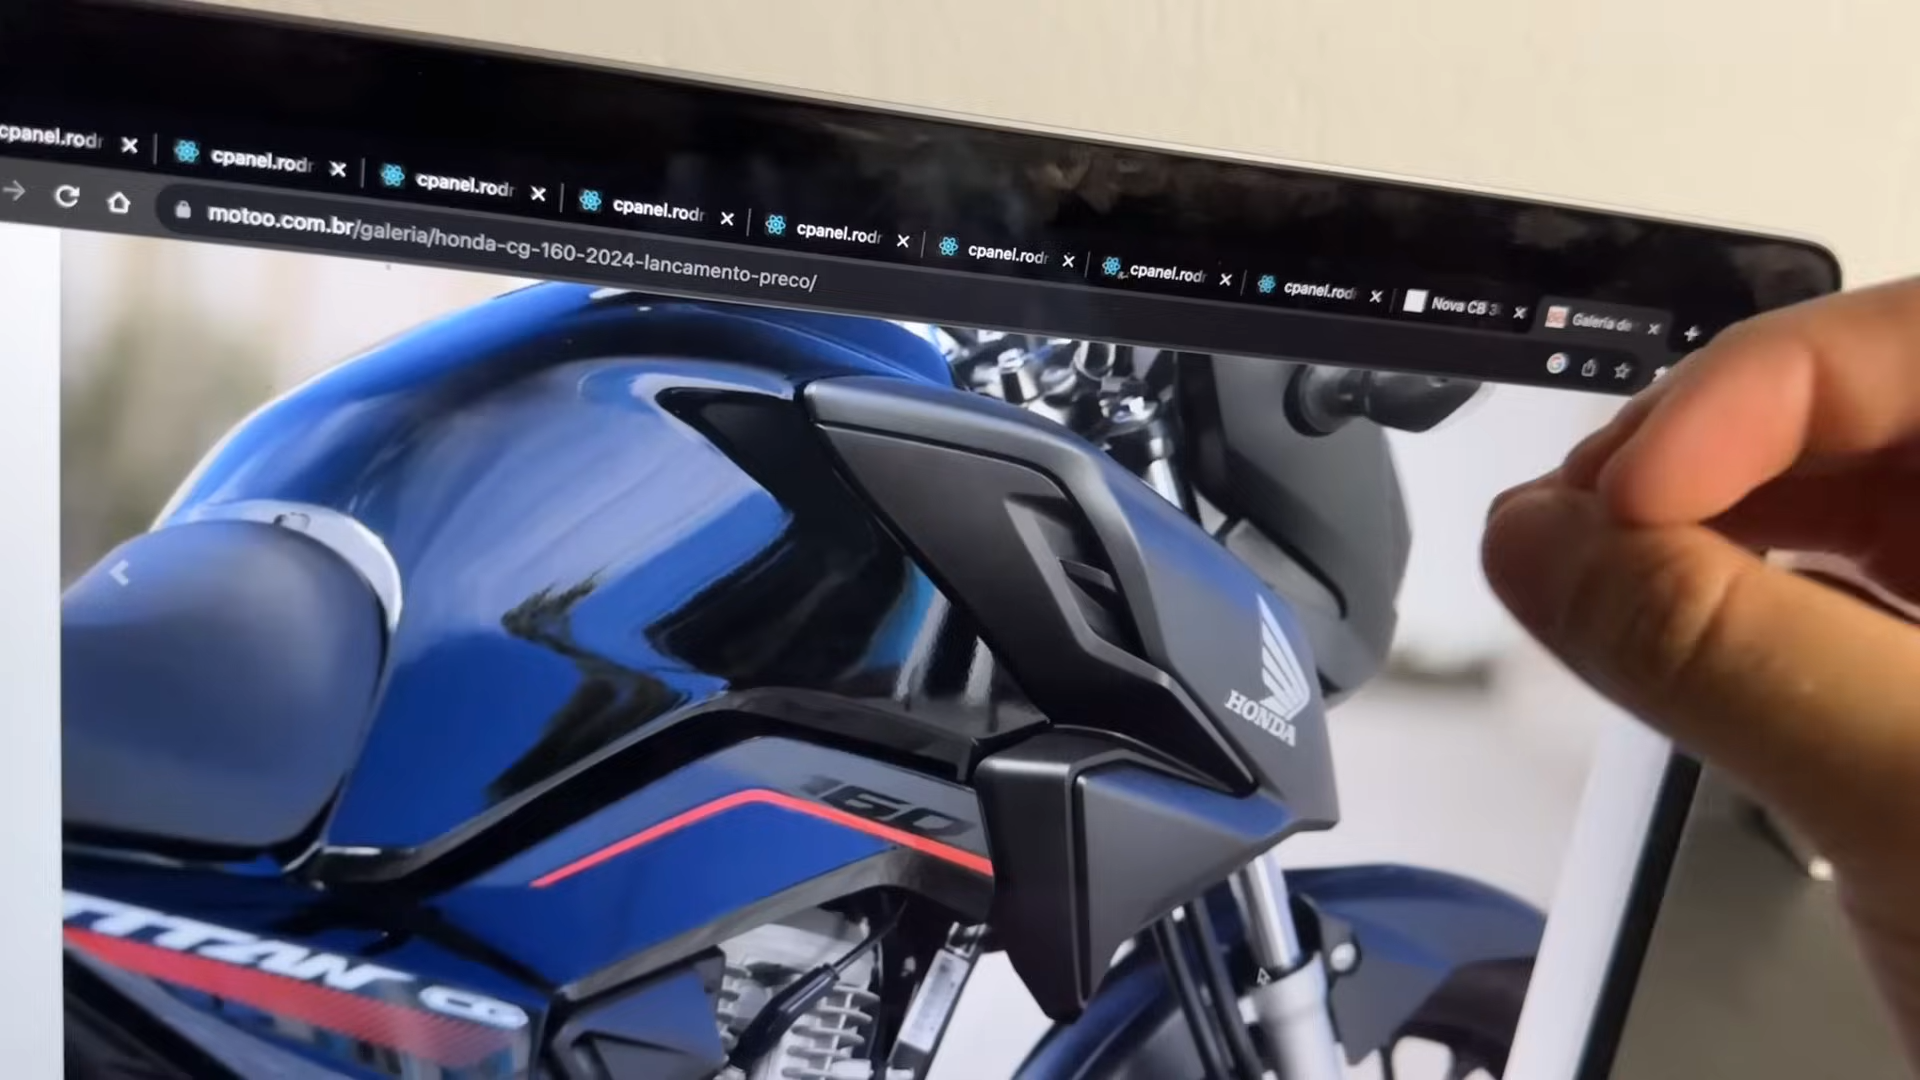 cpanel.rodr
cpanel.rodr
cpanel.rodr
cpanel.rodr
cpanel.rodr
cpanel.rodr
cpanel.rodr
cpanel.rodr
Nova CB 3
Galeria de
motoo.com.br/galeria/honda-cg-160-2024-lancamento-preco/
HONDA
160
TITAN CG